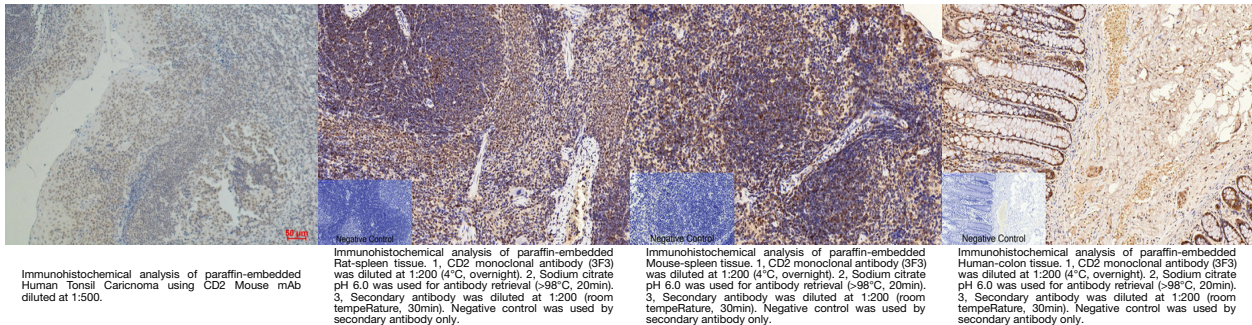 50 μm
Negative Control
Negative Control
Negative Control
Immunohistochemical analysis of paraffin-embedded
Human Tonsil Caricnoma using CD2 Mouse mAb
diluted at 1:500.
Immunohistochemical analysis of paraffin-embedded
Rat-spleen tissue. 1, CD2 monoclonal antibody (3F3)
was diluted at 1:200 (4°C, overnight). 2, Sodium citrate
pH 6.0 was used for antibody retrieval (>98°C, 20min).
3, Secondary antibody was diluted at 1:200 (room
tempeRature, 30min). Negative control was used by
secondary antibody only.
Immunohistochemical analysis of paraffin-embedded
Mouse-spleen tissue. 1, CD2 monoclonal antibody (3F3)
was diluted at 1:200 (4°C, overnight). 2, Sodium citrate
pH 6.0 was used for antibody retrieval (>98°C, 20min).
3, Secondary antibody was diluted at 1:200 (room
tempeRature, 30min). Negative control was used by
secondary antibody only.
Immunohistochemical analysis of paraffin-embedded
Human-colon tissue. 1, CD2 monoclonal antibody (3F3)
was diluted at 1:200 (4°C, overnight). 2, Sodium citrate
pH 6.0 was used for antibody retrieval (>98°C, 20min).
3, Secondary antibody was diluted at 1:200 (room
tempeRature, 30min). Negative control was used by
secondary antibody only.